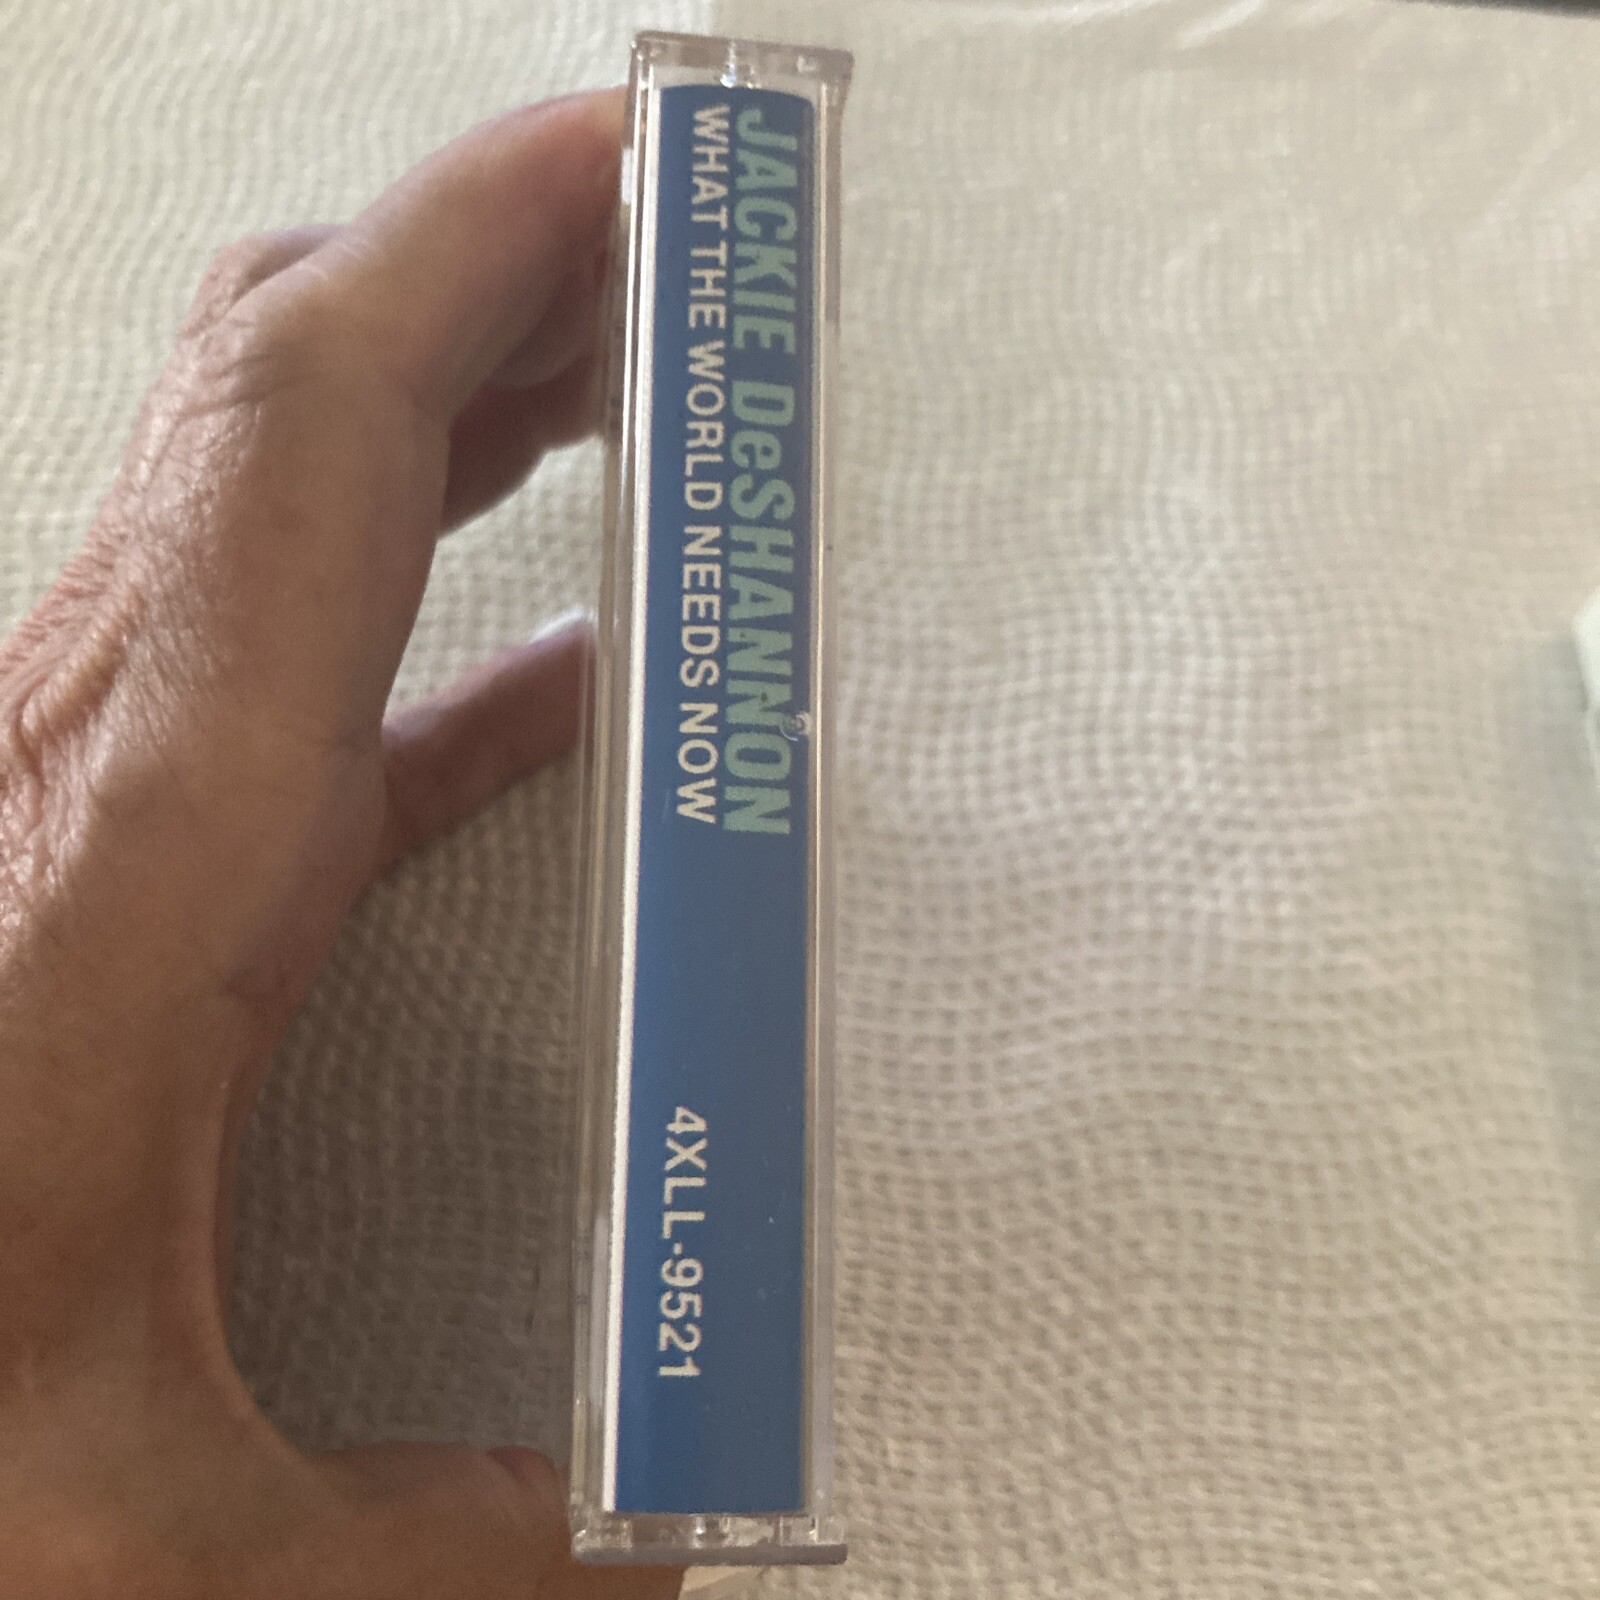 JACKIE DeSHANNON
WHAT THE WORLD NEEDS NOW
4XLL-9521